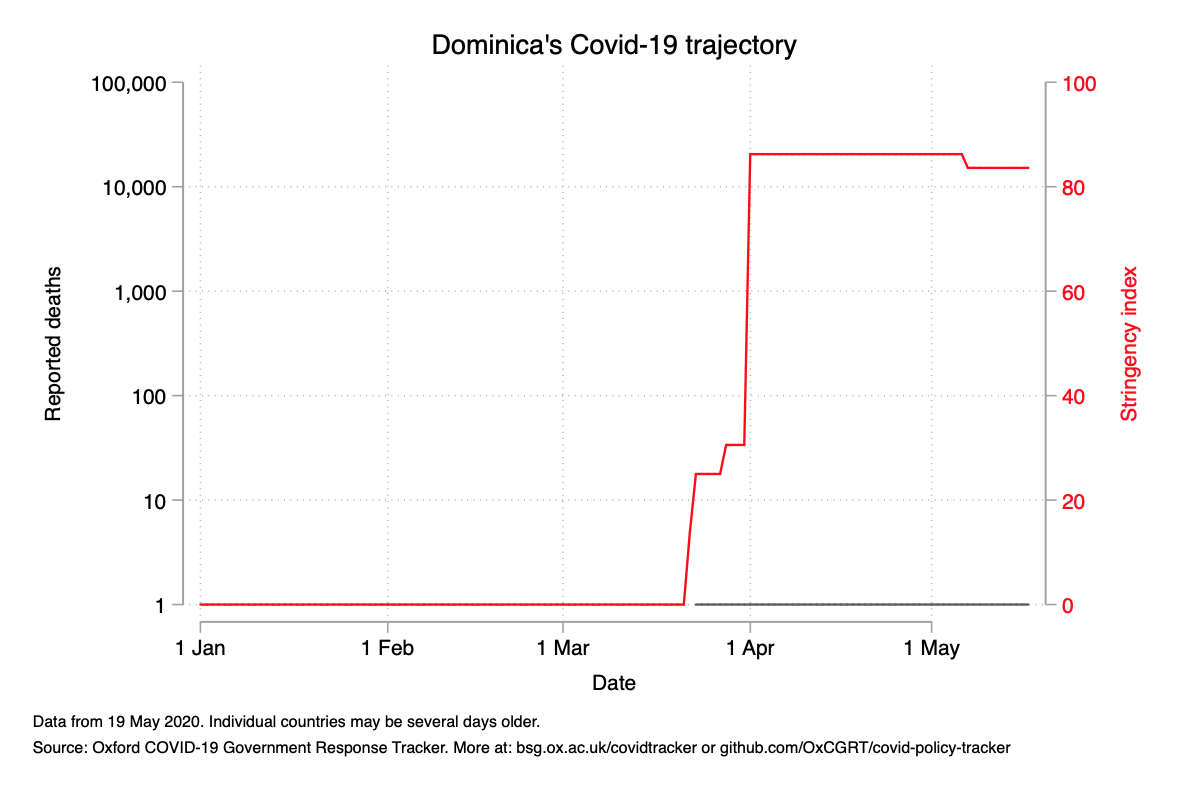 Dominica's Covid-19 trajectory
100,000
10,000
1,000
100
10
1
Reported deaths
100
80
60
40
20
0
Stringency index
1 Jan
1 Feb
1 Mar
1 Apr
1 May
Date
Data from 19 May 2020. Individual countries may be several days older.
Source: Oxford COVID-19 Government Response Tracker. More at: bsg.ox.ac.uk/covidtracker or github.com/OxCGRT/covid-policy-tracker